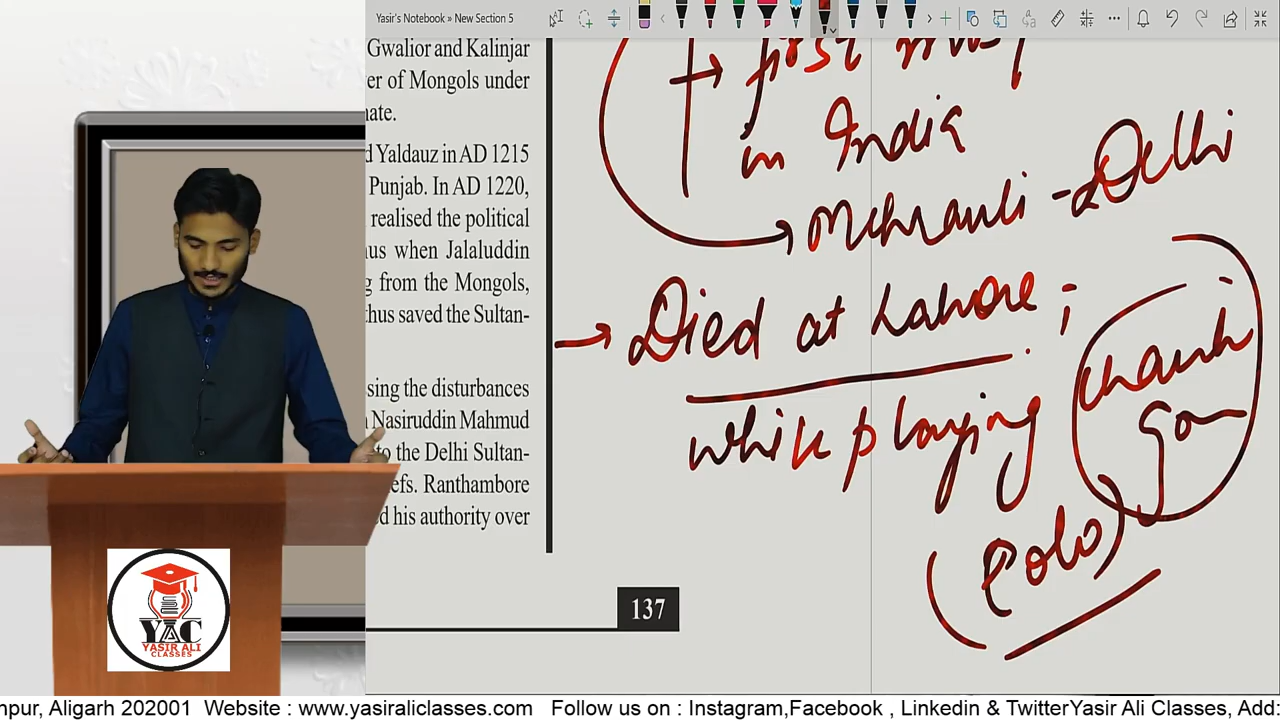 Yasir's Notebook » New Section 5
Gwalior and Kalinjar
er of Mongols under
nate.
d Yaldauz in AD 1215
Punjab. In AD 1220,
realised the political
us when Jalaluddin
g from the Mongols,
thus saved the Sultan-
sing the disturbances
Nasiruddin Mahmud
to the Delhi Sultan-
efs. Ranthambore
d his authority over
137
→ first
in India
→ Mehrauli - Delhi
→ Died at Lahore ;
while playing
(Polo)
YAC
YASIR ALI
CLASSES
npur, Aligarh 202001 Website : www.yasiraliclasses.com Follow us on : Instagram,Facebook , Linkedin & TwitterYasir Ali Classes, Add: